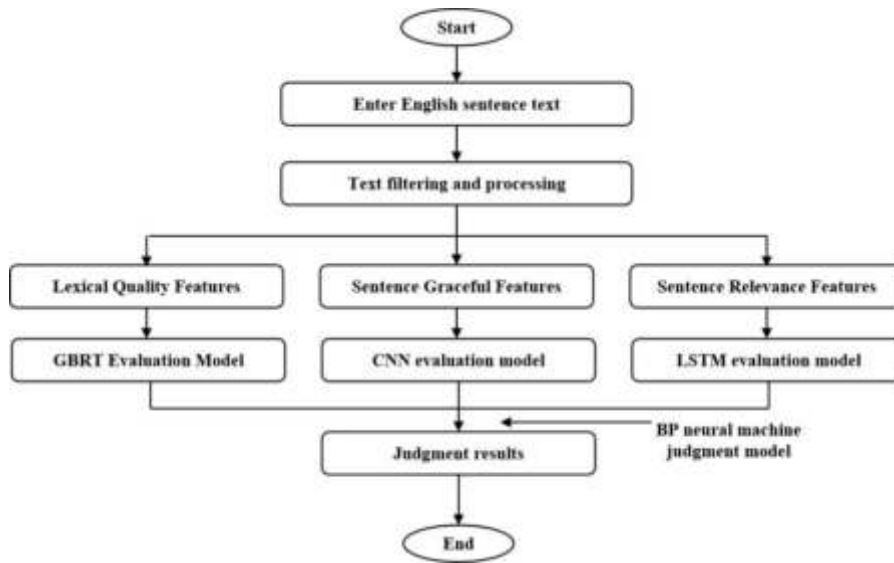 Start
Enter English sentence text
Text filtering and processing
Lexical Quality Features
Sentence Graceful Features
Sentence Relevance Features
GBRT Evaluation Model
CNN evaluation model
LSTM evaluation model
BP neural machine
judgment model
Judgment results
End